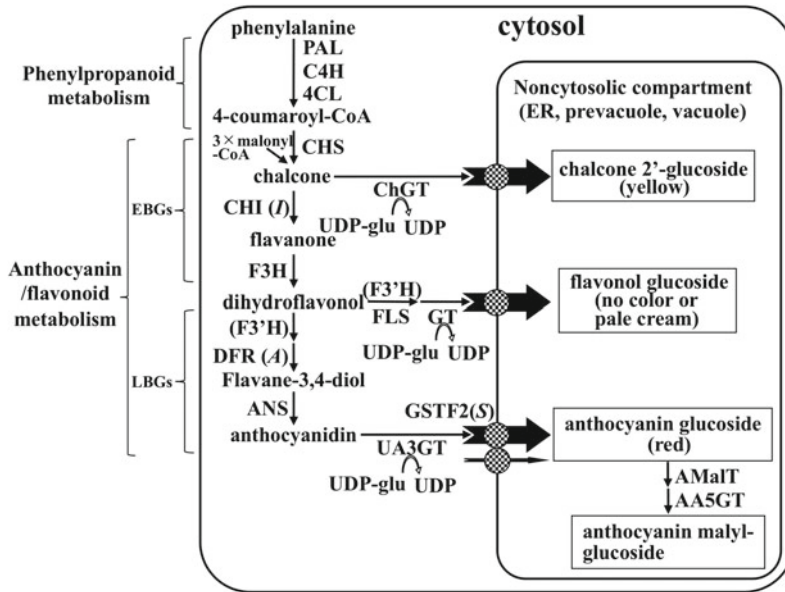 cytosol
phenylalanine
PAL
C4H
4CL
Phenylpropanoid
metabolism
4-coumaroyl-CoA
3×malonyl
-CoA
CHS
chalcone
ChGT
UDP-glu UDP
CHI (I)
flavanone
EBGs
F3H
Anthocyanin
/flavonoid
metabolism
dihydroflavonol
(F3’H)
FLS
GT
UDP-glu UDP
(F3’H)
DFR (A)
LBGs
Flavane-3,4-diol
ANS
anthocyanidin
GSTF2(S)
UA3GT
UDP-glu UDP
Noncytosolic compartment
(ER, prevacuole, vacuole)
chalcone 2’-glucoside
(yellow)
flavonol glucoside
(no color or
pale cream)
anthocyanin glucoside
(red)
AMalT
AA5GT
anthocyanin malyl-
glucoside